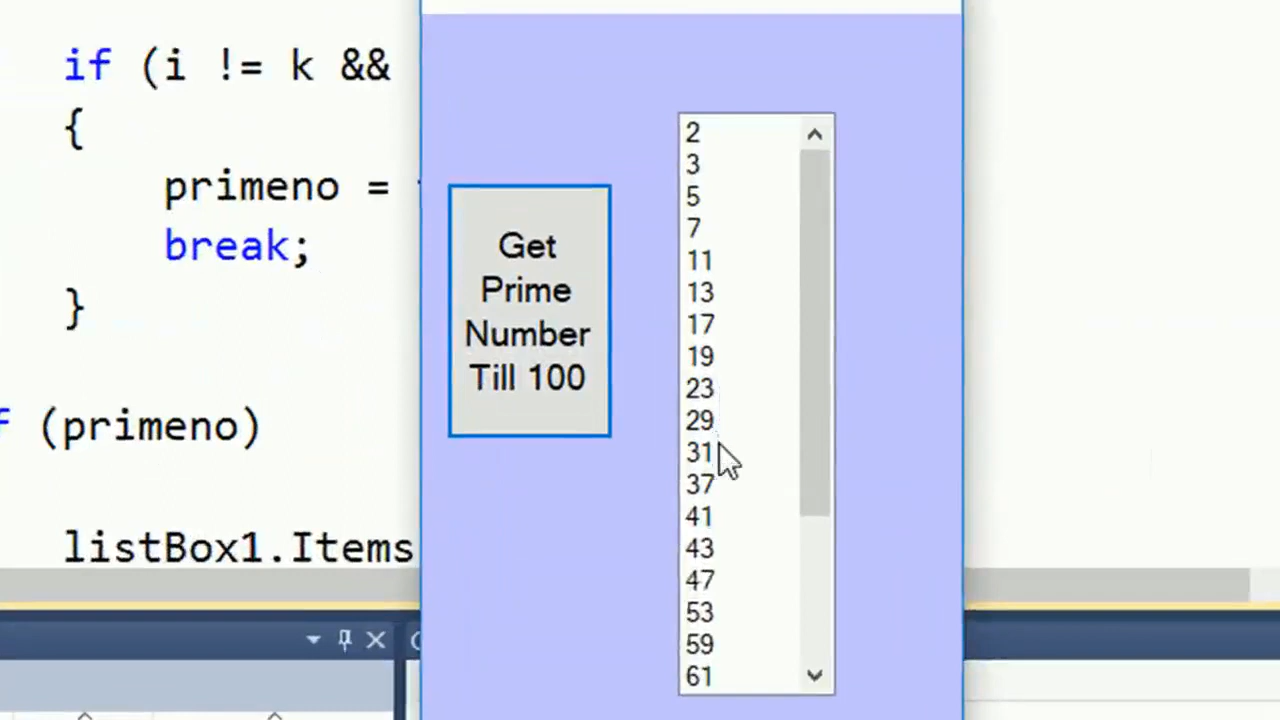 if (i != k &&
{
primeno =
break;
}
(primeno)
listBox1.Items
Get
Prime
Number
Till 100
2
3
5
7
11
13
17
19
23
29
31
37
41
43
47
53
59
61